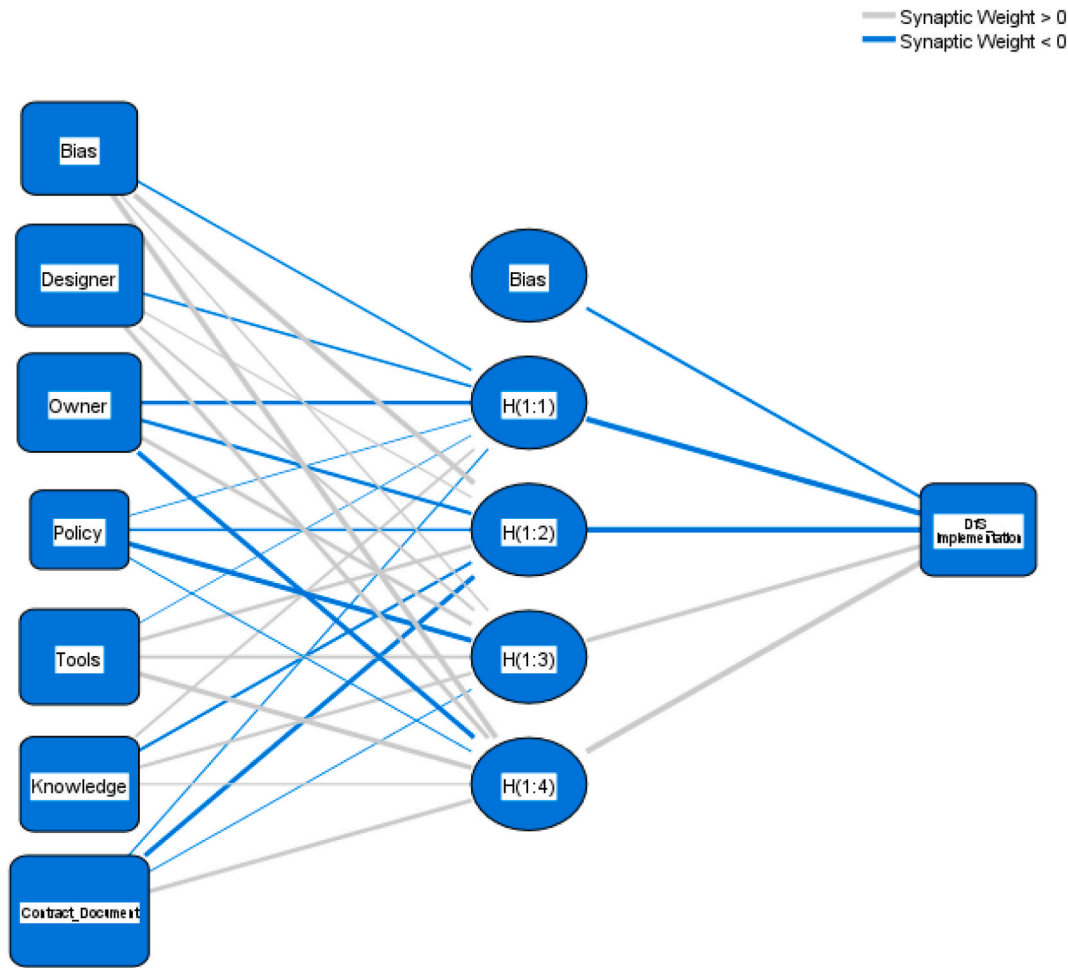 Synaptic Weight > 0
Synaptic Weight < 0
Bias
Designer
Owner
Policy
Tools
Knowledge
Contract_Document
Bias
H(1:1)
H(1:2)
H(1:3)
H(1:4)
DfS_
Implementation